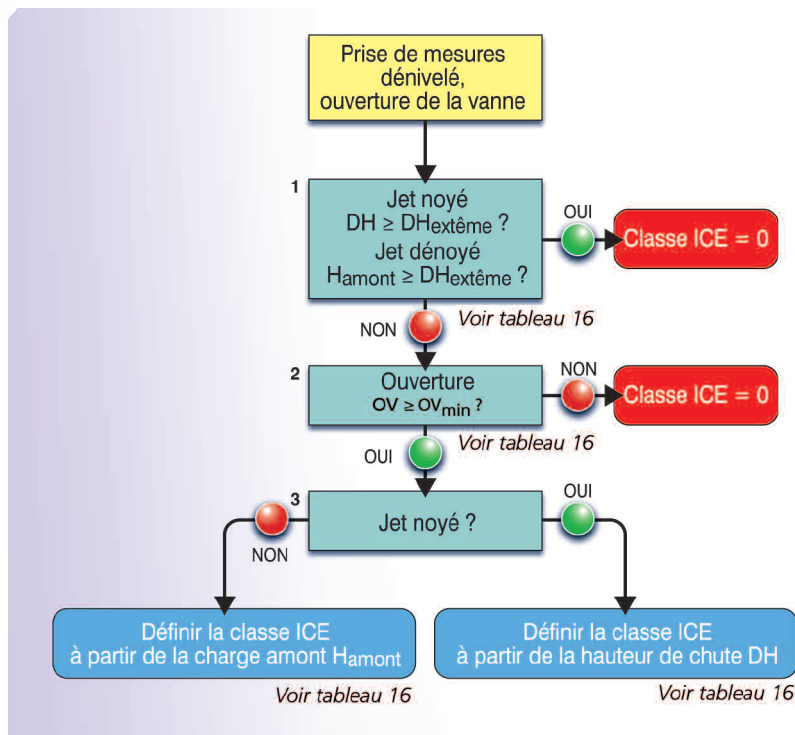 Prise de mesures
dénivelé,
ouverture de la vanne
1
Jet noyé
DH ≥ DHextême ?
Jet dénoyé
Hamont ≥ DHextême ?
OUI
Classe ICE = 0
Voir tableau 16
NON
2
Ouverture
OV ≥ OVmin ?
NON
Classe ICE = 0
Voir tableau 16
OUI
3
Jet noyé ?
OUI
NON
Définir la classe ICE
à partir de la charge amont Hamont
Voir tableau 16
Définir la classe ICE
à partir de la hauteur de chute DH
Voir tableau 16